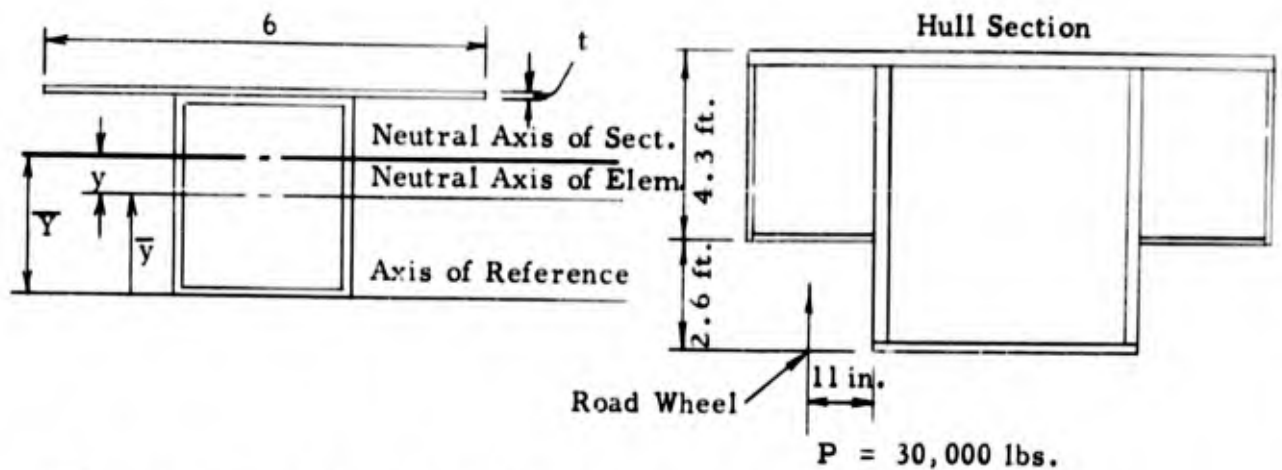 6
t
Neutral Axis of Sect.
Neutral Axis of Elem.
Axis of Reference
y
Y
y
Hull Section
4.3 ft.
2.6 ft.
11 in.
Road Wheel
P = 30,000 lbs.